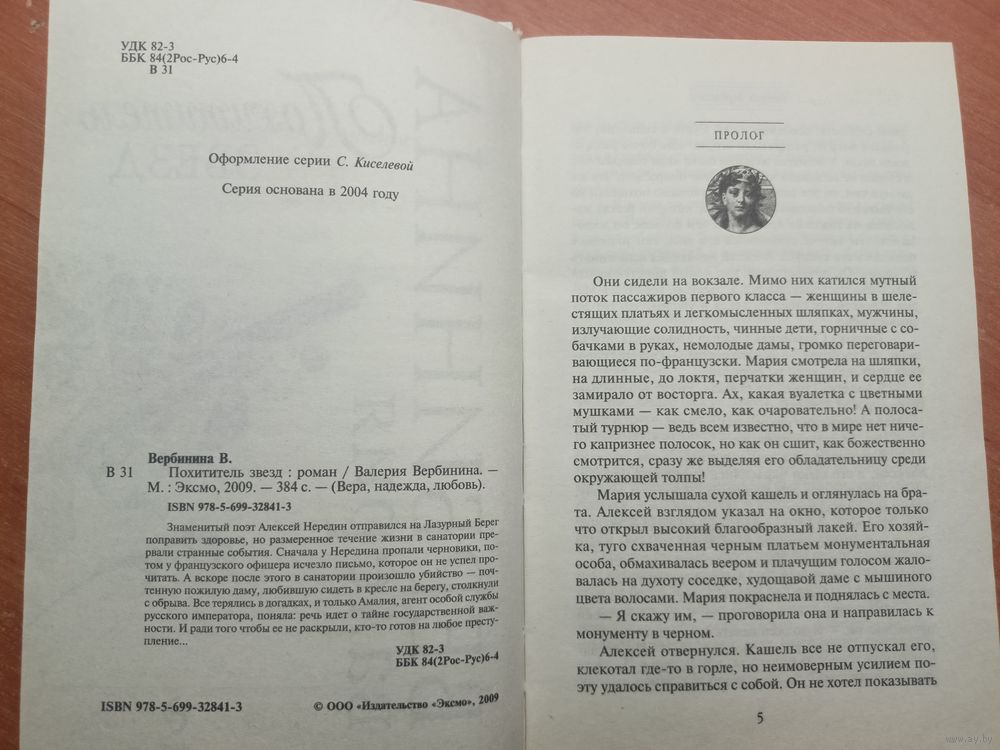 УДК 82-3
ББК 84(2Рос-Рус)6-4
В 31
Оформление серии С. Киселевой
Серия основана в 2004 году
Вербинина В.
В 31 Похититель звезд : роман / Валерия Вербинина. —
М. : Эксмо, 2009. — 384 с. — (Вера, надежда, любовь).
ISBN 978-5-699-32841-3
Знаменитый поэт Алексей Нередин отправился на Лазурный Берег
поправить здоровье, но размеренное течение жизни в санатории пре-
рвали странные события. Сначала у Нередина пропали черновики, по-
том у французского офицера исчезло письмо, которое он не успел про-
читать. А вскоре после этого в санатории произошло убийство — поч-
тенную пожилую даму, любившую сидеть в кресле на берегу, столкнули
с обрыва. Все терялись в догадках, и только Амалия, агент особой службы
русского императора, поняла: речь идет о тайне государственной важ-
ности. И ради того чтобы ее не раскрыли, кто-то готов на любое престу-
пление...
УДК 82-3
ББК 84(2Рос-Рус)6-4
ISBN 978-5-699-32841-3
© ООО «Издательство «Эксмо», 2009
ПРОЛОГ
Они сидели на вокзале. Мимо них катился мутный
поток пассажиров первого класса — женщины в шеле-
стящих платьях и легкомысленных шляпках, мужчины,
излучающие солидность, чинные дети, горничные с со-
бачками в руках, немолодые дамы, громко переговари-
вающиеся по-французски. Мария смотрела на шляпки,
на длинные, до локтя, перчатки женщин, и сердце ее
замирало от восторга. Ах, какая вуалетка с цветными
мушками — как смело, как очаровательно! А полоса-
тый турнюр — ведь всем известно, что в мире нет ниче-
го капризнее полосок, но как он сшит, как божественно
смотрится, сразу же выделяя его обладательницу среди
окружающей толпы!
Мария услышала сухой кашель и оглянулась на бра-
та. Алексей взглядом указал на окно, которое только
что открыл высокий благообразный лакей. Его хозяй-
ка, туго схваченная черным платьем монументальная
особа, обмахивалась веером и плачущим голосом жало-
валась на духоту соседке, худощавой даме с мышиного
цвета волосами. Мария покраснела и поднялась с места.
— Я скажу им, — проговорила она и направилась к
монументу в черном.
Алексей отвернулся. Кашель все не отпускал его,
клекотал где-то в горле, но неимоверным усилием по-
эту удалось справиться с собой. Он не хотел показывать
5
www.ay.by